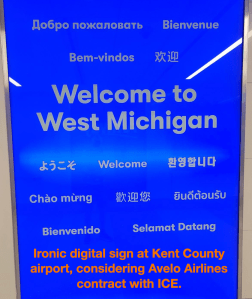 Добро пожаловать Bienvenue
Bem-vindos 欢迎
Welcome to
West Michigan
ようこそ Welcome 환영합니다
Chào mừng 歡迎您 ยินดีต้อนรับ
Bienvenido Selamat Datang
Ironic digital sign at Kent County
airport, considering Avelo Airlines
contract with ICE.